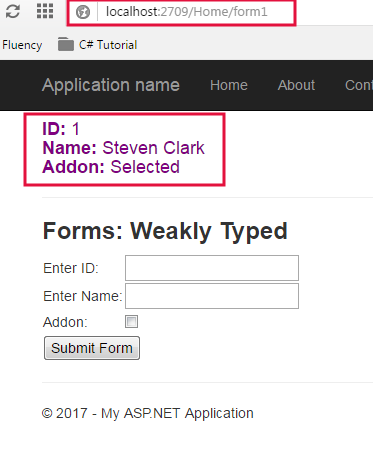 localhost:2709/Home/form1
Fluency C# Tutorial
Application name Home About Cont
ID: 1
Name: Steven Clark
Addon: Selected
Forms: Weakly Typed
Enter ID:
Enter Name:
Addon:
Submit Form
© 2017 - My ASP.NET Application